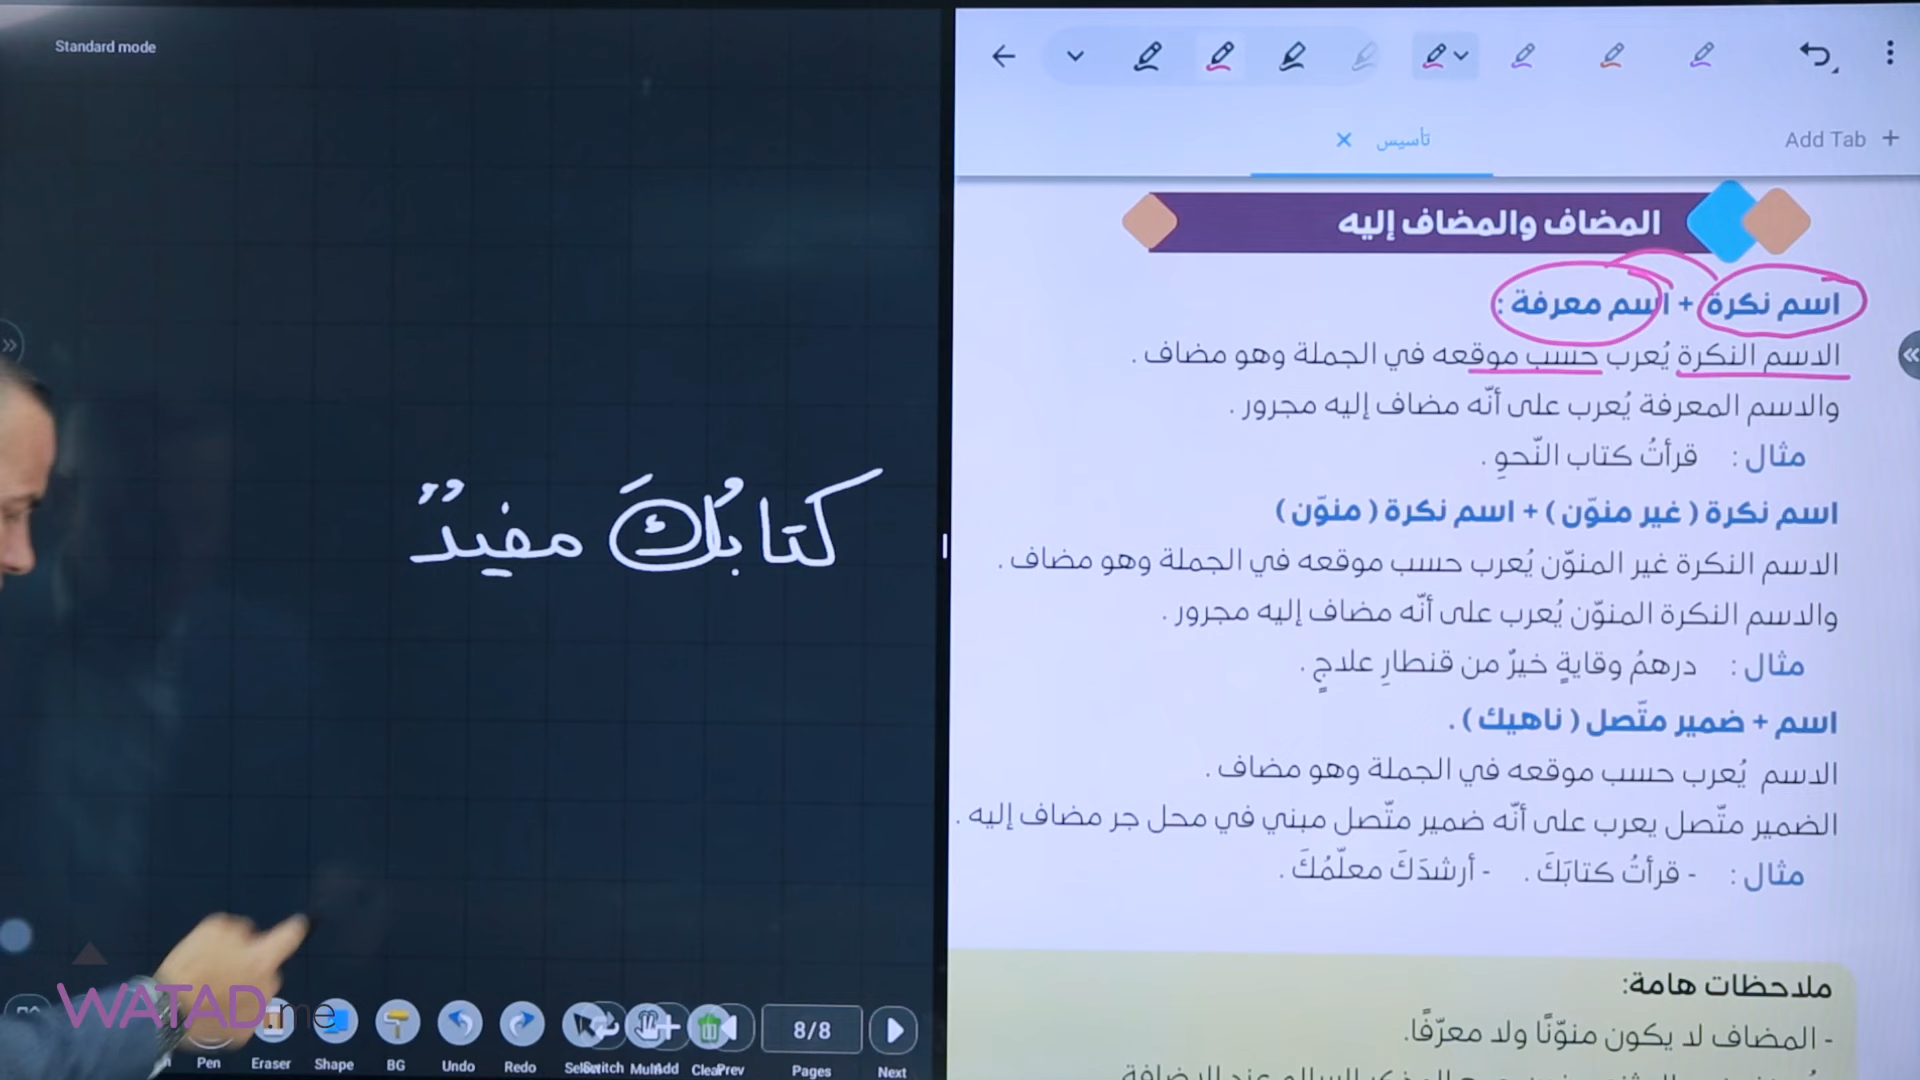 Standard mode
كتابُكَ مفيدٌ
WATAD.me
Pen
Eraser
Shape
BG
Undo
Redo
8/8
Pages
Next
تأسيس
Add Tab
المضاف والمضاف إليه
اسم نكرة + اسم معرفة :
الاسم النكرة يُعرب حسب موقعه في الجملة وهو مضاف .
والاسم المعرفة يُعرب على أنّه مضاف إليه مجرور .
مثال : قرأتُ كتاب النّحوِ .
اسم نكرة ( غير منوّن ) + اسم نكرة ( منوّن )
الاسم النكرة غير المنوّن يُعرب حسب موقعه في الجملة وهو مضاف .
والاسم النكرة المنوّن يُعرب على أنّه مضاف إليه مجرور .
مثال : درهمُ وقايةٍ خيرٌ من قنطارِ علاجٍ .
اسم + ضمير متّصل ( ناهيك ) .
الاسم يُعرب حسب موقعه في الجملة وهو مضاف .
الضمير متّصل يعرب على أنّه ضمير متّصل مبني في محل جر مضاف إليه .
مثال : - قرأتُ كتابَكَ . - أرشدَكَ معلّمُكَ .
ملاحظات هامة:
- المضاف لا يكون منوّنًا ولا معرّفًا.